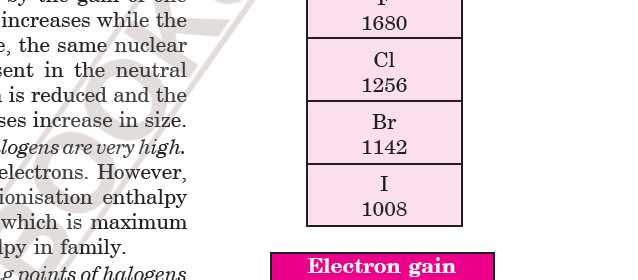 by the gain of one
increases while the
, the same nuclear
sent in the neutral
is reduced and the
ses increase in size.
logens are very high.
electrons. However,
ionisation enthalpy
which is maximum
lpy in family.
g points of halogens
F
1680
Cl
1256
Br
1142
I
1008
Electron gain
BOOK